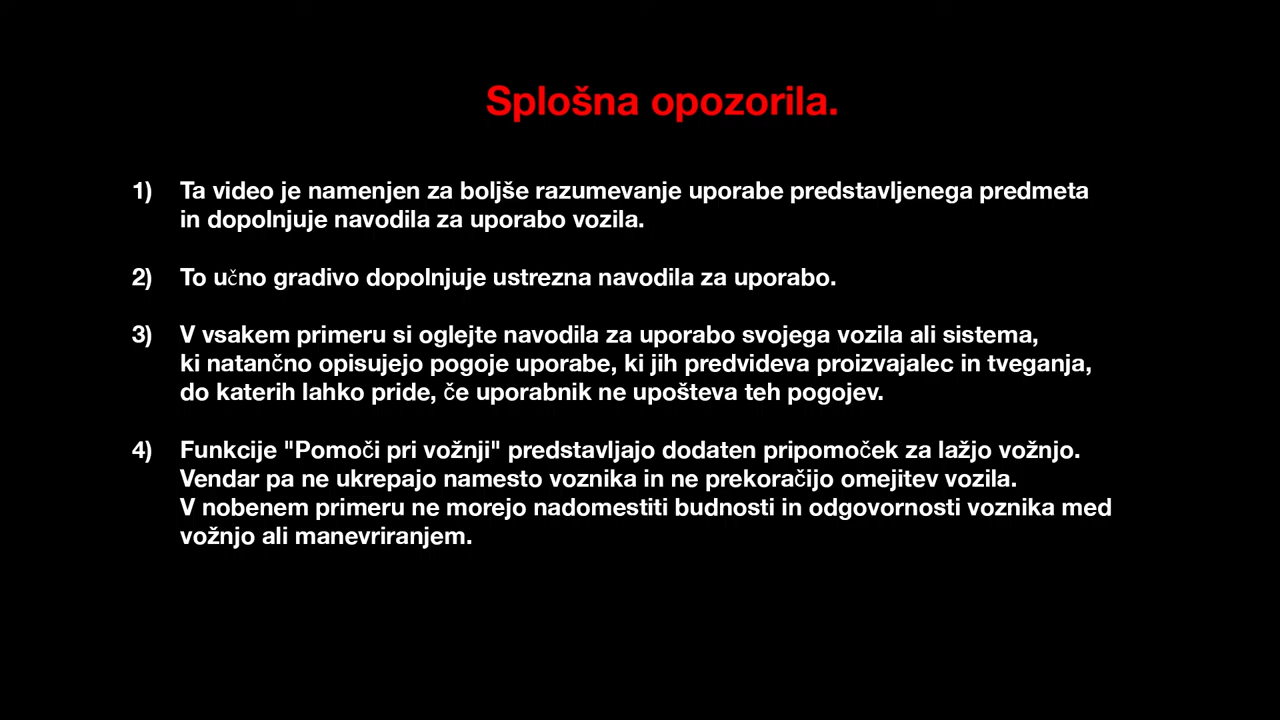 Splošna opozorila.
1) Ta video je namenjen za boljše razumevanje uporabe predstavljenega predmeta
in dopolnjuje navodila za uporabo vozila.
2) To učno gradivo dopolnjuje ustrezna navodila za uporabo.
3) V vsakem primeru si oglejte navodila za uporabo svojega vozila ali sistema,
ki natančno opisujejo pogoje uporabe, ki jih predvideva proizvajalec in tveganja,
do katerih lahko pride, če uporabnik ne upošteva teh pogojev.
4) Funkcije "Pomoči pri vožnji" predstavljajo dodaten pripomoček za lažjo vožnjo.
Vendar pa ne ukrepajo namesto voznika in ne prekoračijo omejitev vozila.
V nobenem primeru ne morejo nadomestiti budnosti in odgovornosti voznika med
vožnjo ali manevriranjem.